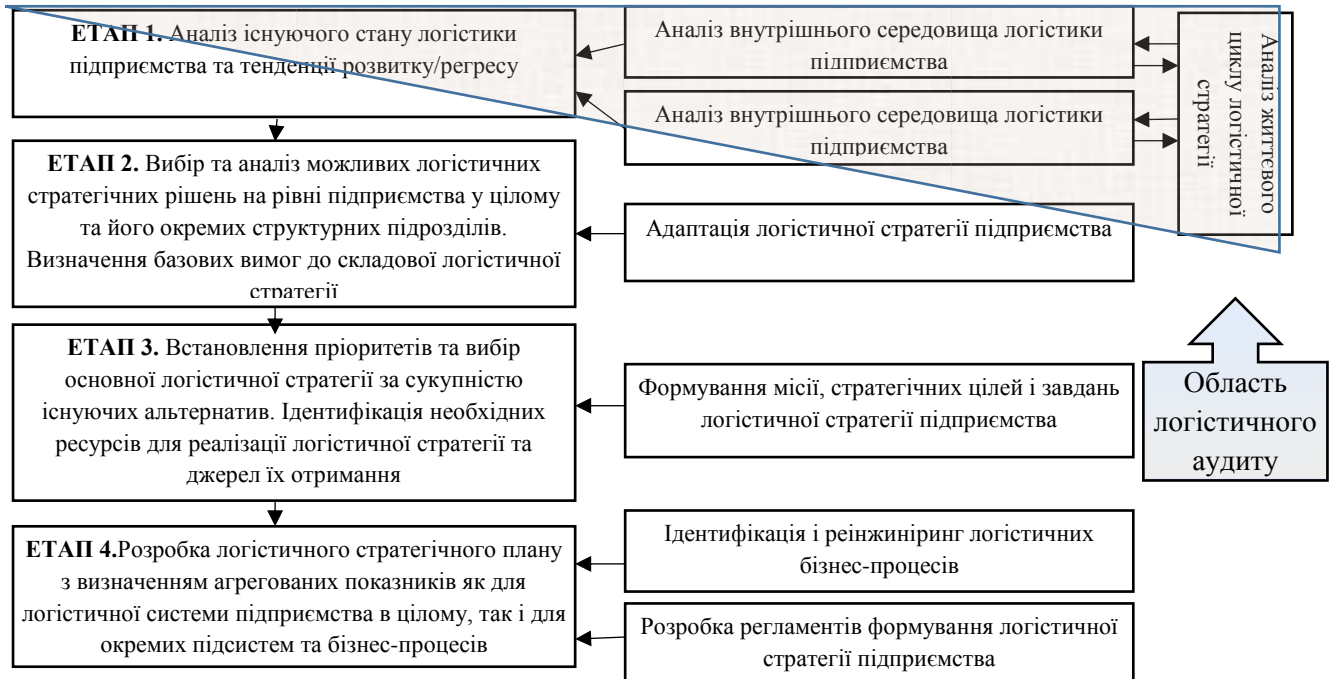 ЕТАП 1. Аналіз існуючого стану логістики
підприємства та тенденції розвитку/регресу
Аналіз внутрішнього середовища логістики
підприємства
Аналіз внутрішнього середовища логістики
підприємства
Аналіз життєвого
циклу логістичної
стратегії
ЕТАП 2. Вибір та аналіз можливих логістичних
стратегічних рішень на рівні підприємства у цілому
та його окремих структурних підрозділів.
Визначення базових вимог до складової логістичної
стратегії
Адаптація логістичної стратегії підприємства
ЕТАП 3. Встановлення пріоритетів та вибір
основної логістичної стратегії за сукупністю
існуючих альтернатив. Ідентифікація необхідних
ресурсів для реалізації логістичної стратегії та
джерел їх отримання
Формування місії, стратегічних цілей і завдань
логістичної стратегії підприємства
Область
логістичного
аудиту
ЕТАП 4.Розробка логістичного стратегічного плану
з визначенням агрегованих показників як для
логістичної системи підприємства в цілому, так і для
окремих підсистем та бізнес-процесів
Ідентифікація і реінжиніринг логістичних
бізнес-процесів
Розробка регламентів формування логістичної
стратегії підприємства